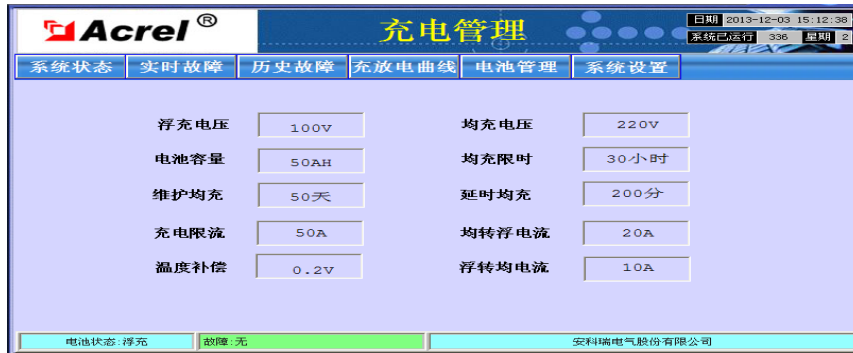 Acrel®
充电管理
日期 2013-12-03 15:12:38
系统已运行 336 星期 2
系统状态 实时故障 历史故障 充放电曲线 电池管理 系统设置
浮充电压 100V 均充电压 220V
电池容量 50AH 均充限时 30小时
维护均充 50天 延时均充 200分
充电限流 50A 均转浮电流 20A
温度补偿 0.2V 浮转均电流 10A
电池状态:浮充 故障:无 安科瑞电气股份有限公司